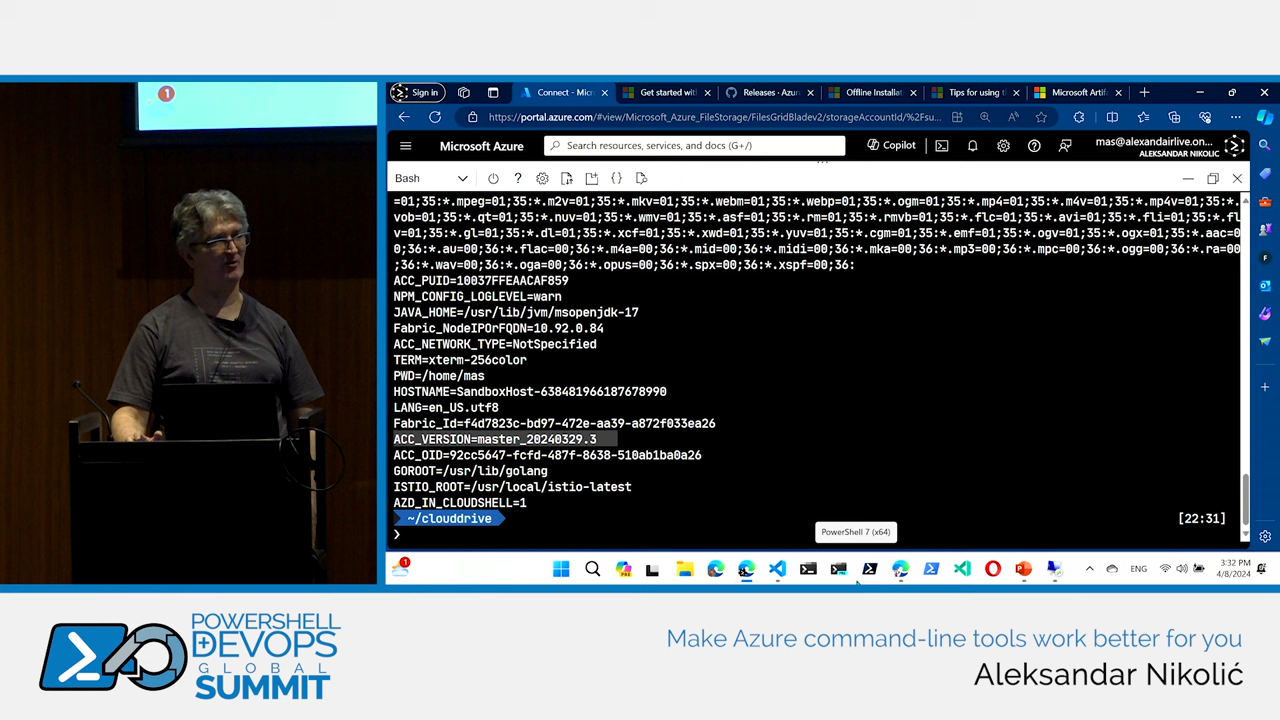 1
Sign in
Connect - Micr
Get started with
Releases · Azure
Offline Installat
Tips for using t
Microsoft Artifa
https://portal.azure.com/#view/Microsoft_Azure_FileStorage/FilesGridBladev2/storageAccountId/%2Fsu...
Microsoft Azure
Search resources, services, and docs (G+/)
Copilot
mas@alexandairlive.on...
ALEKSANDAR NIKOLIC
Bash
=01;35:*.mpeg=01;35:*.m2v=01;35:*.mkv=01;35:*.webm=01;35:*.webp=01;35:*.ogm=01;35:*.mp4=01;35:*.m4v=01;35:*.mp4v=01;35:*.
vob=01;35:*.qt=01;35:*.nuv=01;35:*.wmv=01;35:*.asf=01;35:*.rm=01;35:*.rmvb=01;35:*.flc=01;35:*.avi=01;35:*.fli=01;35:*.fl
v=01;35:*.gl=01;35:*.dl=01;35:*.xcf=01;35:*.xwd=01;35:*.yuv=01;35:*.cgm=01;35:*.emf=01;35:*.ogv=01;35:*.ogx=01;35:*.aac=0
0;36:*.au=00;36:*.flac=00;36:*.m4a=00;36:*.mid=00;36:*.midi=00;36:*.mka=00;36:*.mp3=00;36:*.mpc=00;36:*.ogg=00;36:*.ra=00
;36:*.wav=00;36:*.oga=00;36:*.opus=00;36:*.spx=00;36:*.xspf=00;36:
ACC_PUID=10037FFEAACAF859
NPM_CONFIG_LOGLEVEL=warn
JAVA_HOME=/usr/lib/jvm/msopenjdk-17
Fabric_NodeIPOrFQDN=10.92.0.84
ACC_NETWORK_TYPE=NotSpecified
TERM=xterm-256color
PWD=/home/mas
HOSTNAME=SandboxHost-638481966187678990
LANG=en_US.utf8
Fabric_Id=f4d7823c-bd97-472e-aa39-a872f033ea26
ACC_VERSION=master_20240329.3
ACC_OID=92cc5647-fcfd-487f-8638-510ab1ba0a26
GOROOT=/usr/lib/golang
ISTIO_ROOT=/usr/local/istio-latest
AZD_IN_CLOUDSHELL=1
~/clouddrive
[22:31]
PowerShell 7 (x64)
1
PRE
ENG
3:32 PM
4/8/2024
POWERSHELL
DEVOPS
GLOBAL
SUMMIT
Make Azure command-line tools work better for you
Aleksandar Nikolić